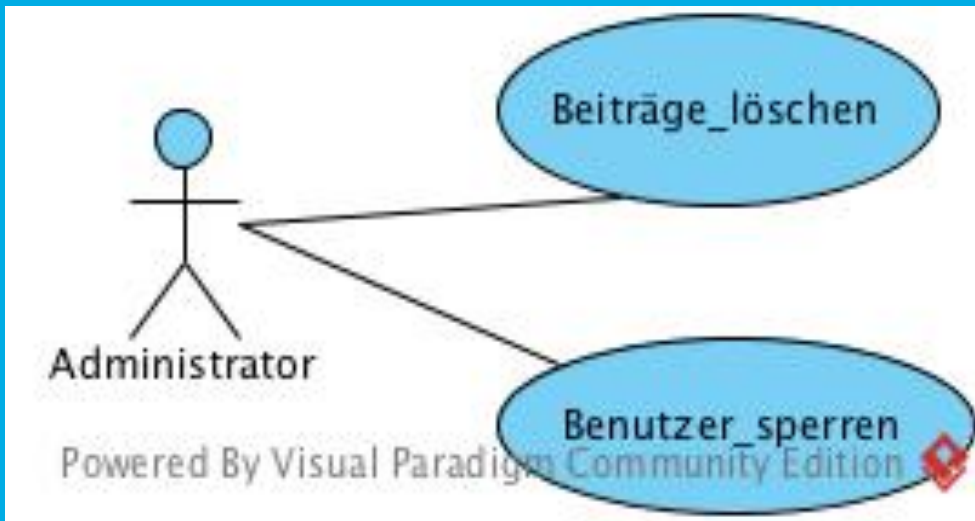 Beiträge_löschen
Administrator
Benutzer_sperren
Powered By Visual Paradigm Community Edition